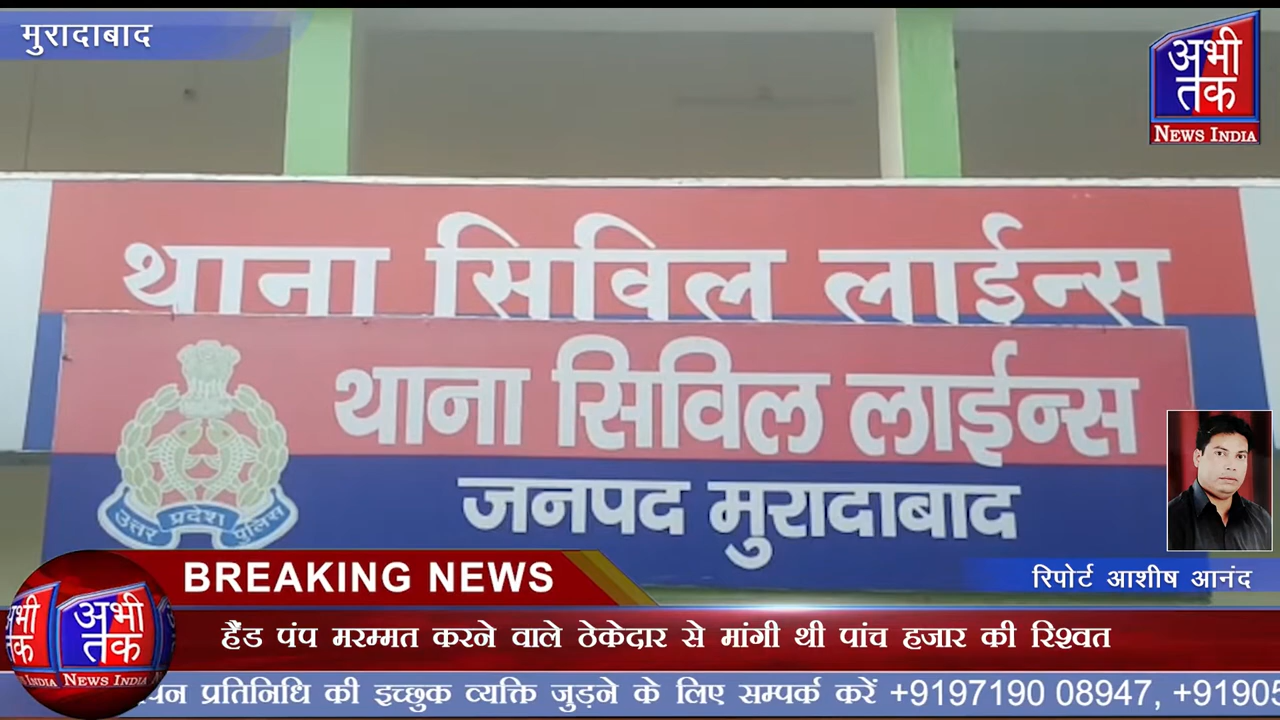 मुरादाबाद
अभी
तक
NEWS INDIA
थाना सिविल लाईन्स
थाना सिविल लाईन्स
जनपद मुरादाबाद
उत्तर प्रदेश पुलिस
रिपोर्ट आशीष आनंद
BREAKING NEWS
हैंड पंप मरम्मत करने वाले ठेकेदार से मांगी थी पांच हजार की रिश्वत
अभी
तक
NEWS INDIA
प्रतिनिधि की इच्छुक व्यक्ति जुड़ने के लिए सम्पर्क करें +9197190 08947, +9190